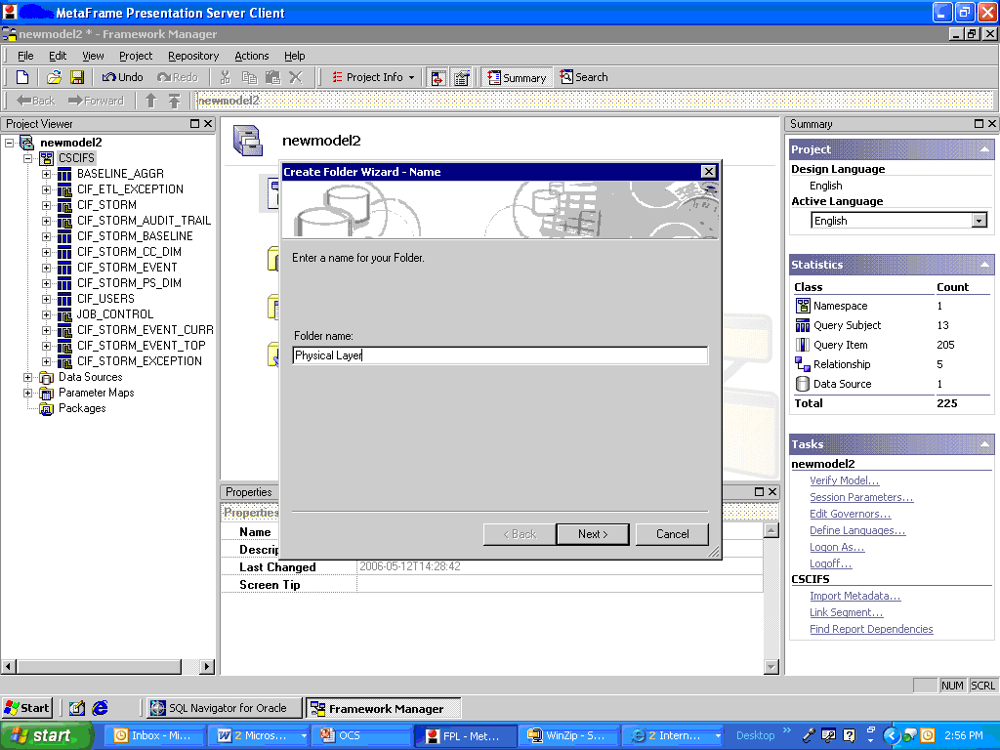 MetaFrame Presentation Server Client
newmodel2 * - Framework Manager
File Edit View Project Repository Actions Help
Undo Redo Project Info Summary Search
Back Forward newmodel2
Project Viewer
newmodel2
CSCIFS
BASELINE_AGGR
CIF_ETL_EXCEPTION
CIF_STORM
CIF_STORM_AUDIT_TRAIL
CIF_STORM_BASELINE
CIF_STORM_CC_DIM
CIF_STORM_EVENT
CIF_STORM_PS_DIM
CIF_USERS
JOB_CONTROL
CIF_STORM_EVENT_CURR
CIF_STORM_EVENT_TOP
CIF_STORM_EXCEPTION
Data Sources
Parameter Maps
Packages
newmodel2
Create Folder Wizard - Name
Enter a name for your Folder.
Folder name:
Physical Layer
< Back Next > Cancel
Properties
Properties
Name
Descrip
Last Changed 2006-05-12T14:28:42
Screen Tip
Summary
Project
Design Language
English
Active Language
English
Statistics
Class Count
Namespace 1
Query Subject 13
Query Item 205
Relationship 5
Data Source 1
Total 225
Tasks
newmodel2
Verify Model...
Session Parameters...
Edit Governors...
Define Languages...
Logon As...
Logoff...
CSCIFS
Import Metadata...
Link Segment...
Find Report Dependencies
NUM SCRL
Start SQL Navigator for Oracle Framework Manager
start Inbox - Mi... 2 Micros... OCS FPL - Met... WinZip - S... 2 Intern... Desktop » 2:56 PM